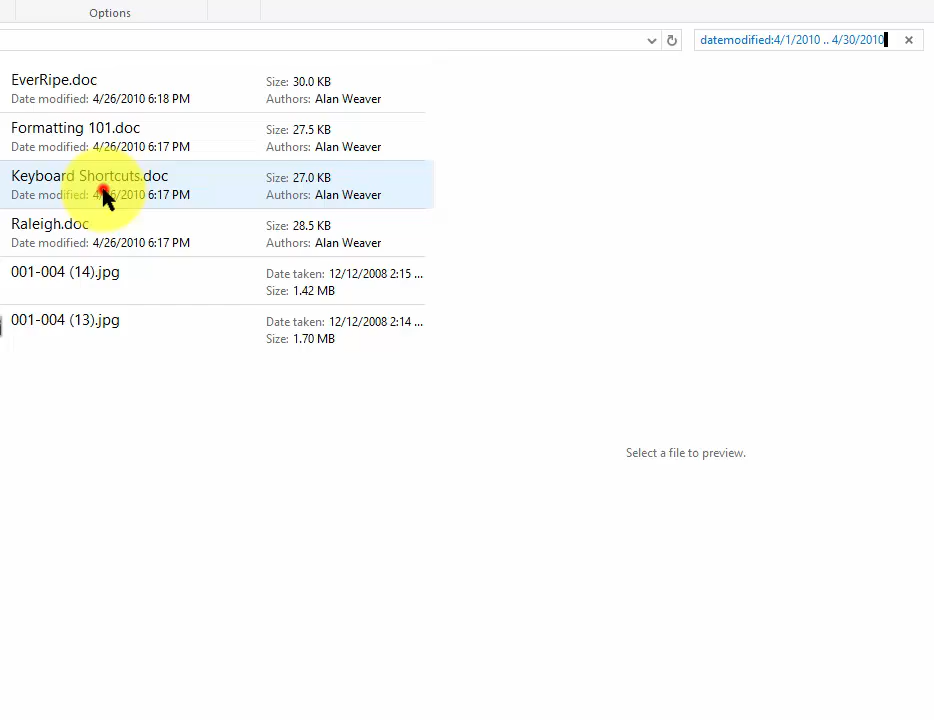 Options
datemodified:4/1/2010 .. 4/30/2010
EverRipe.doc
Size: 30.0 KB
Date modified: 4/26/2010 6:18 PM
Authors: Alan Weaver
Formatting 101.doc
Size: 27.5 KB
Date modified: 4/26/2010 6:17 PM
Authors: Alan Weaver
Keyboard Shortcuts.doc
Size: 27.0 KB
Date modified: 4/26/2010 6:17 PM
Authors: Alan Weaver
Raleigh.doc
Size: 28.5 KB
Date modified: 4/26/2010 6:17 PM
Authors: Alan Weaver
001-004 (14).jpg
Date taken: 12/12/2008 2:15 ...
Size: 1.42 MB
001-004 (13).jpg
Date taken: 12/12/2008 2:14 ...
Size: 1.70 MB
Select a file to preview.